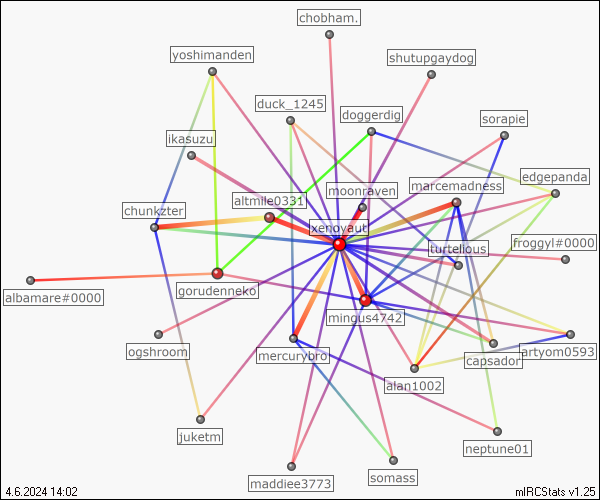 chobham.
yoshimanden
shutupgaydog
duck_1245
doggerdig
sorapie
ikasuzu
edgepanda
moonraven
marcemadness
altmile0331
chunkzter
xenoyaut
froggyl#0000
turtelious
gorudenneko
albamare#0000
mingus4742
ogshroom
mercurybro
capsador
artyom0593
alan1002
juketm
neptune01
somass
maddiee3773
4.6.2024 14:02
mIRCStats v1.25